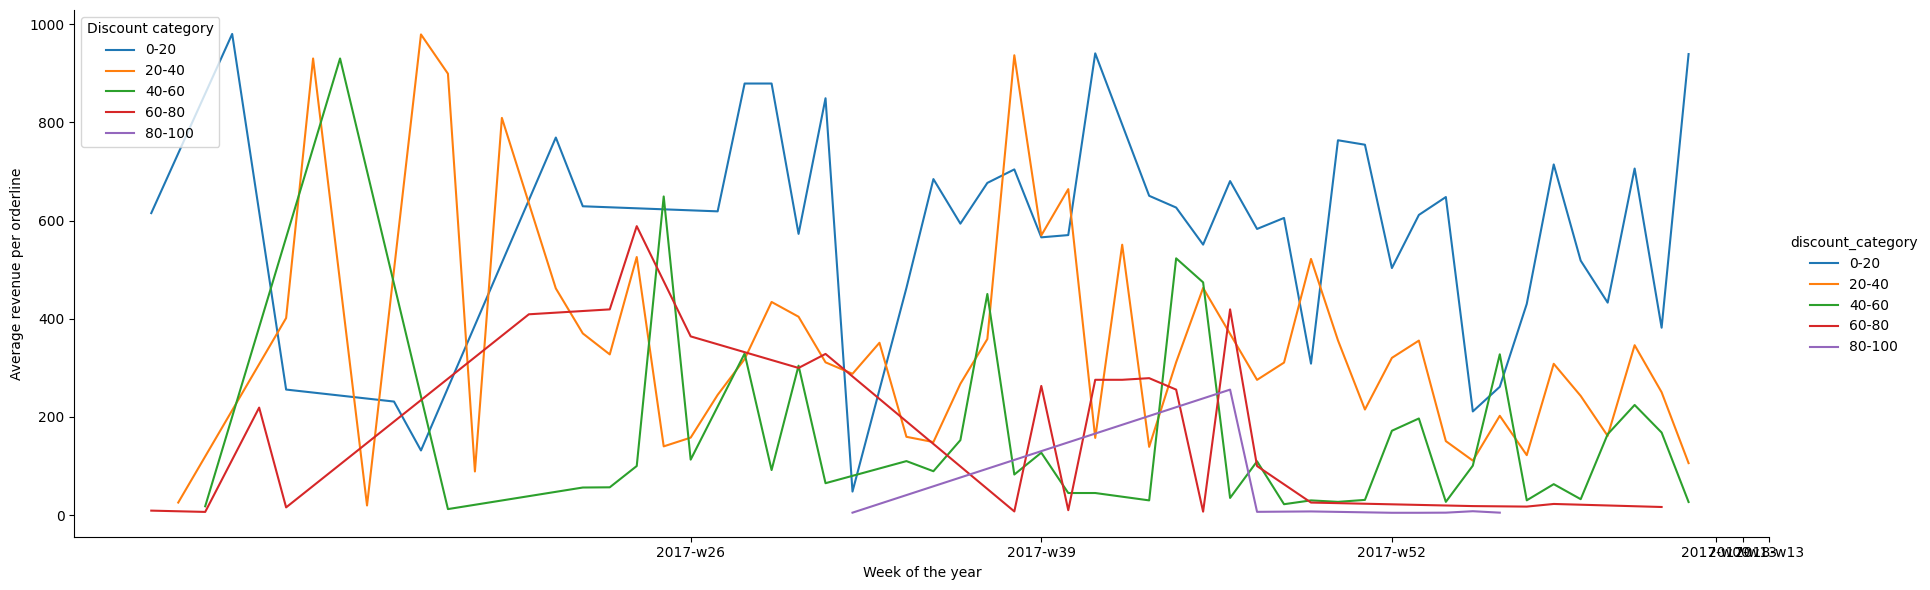 Discount category
0-20
20-40
40-60
60-80
80-100
1000
800
600
400
200
0
Average revenue per orderline
2017-w26
2017-w39
2017-w52
Week of the year
discount_category
0-20
20-40
40-60
60-80
80-100